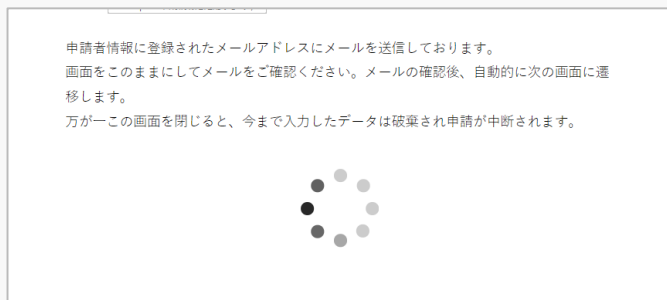 申請者情報に登録されたメールアドレスにメールを送信しております。
画面をこのままにしてメールをご確認ください。メールの確認後、自動的に次の画面に遷
移します。
万が一この画面を閉じると、今まで入力したデータは破棄され申請が中断されます。